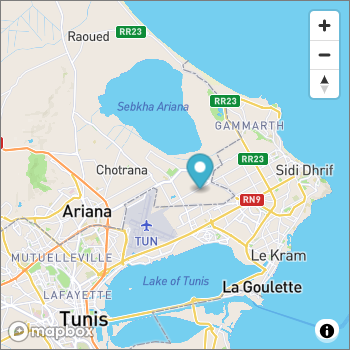 RR23
Raoued
Sebkha Ariana
RR23
GAMMARTH
RR23
Chotrana
Sidi Dhrif
RN9
Ariana
TUN
MUTUELLEVILLE
Le Kram
Lake of Tunis
La Goulette
LAFAYETTE
Tunis
mapbox